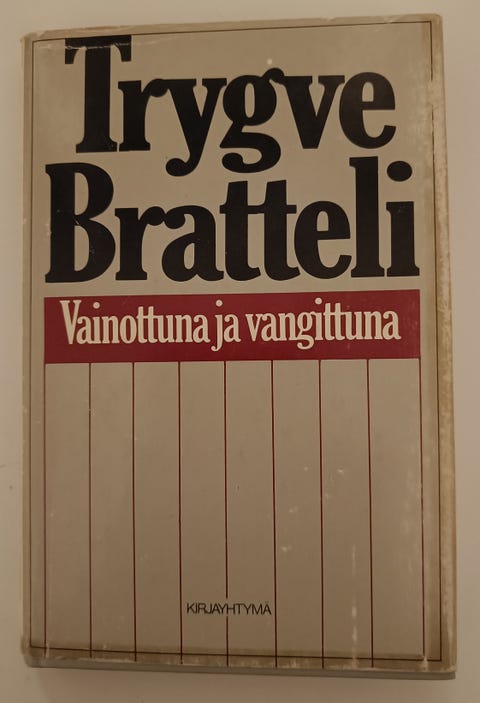 Trygve
Bratteli
Vainottuna ja vangittuna
KIRJAYHTYMÄ